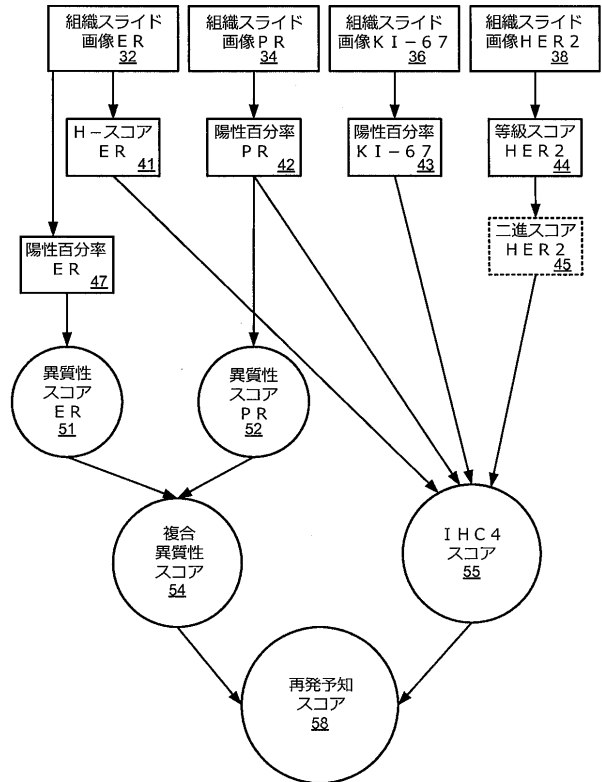 組織スライド
画像ER
32
組織スライド
画像PR
34
組織スライド
画像KI-67
36
組織スライド
画像HER2
38
H-スコア
ER
41
陽性百分率
PR
42
陽性百分率
KI-67
43
等級スコア
HER2
44
二進スコア
HER2
45
陽性百分率
ER
47
異質性
スコア
ER
51
異質性
スコア
PR
52
複合
異質性
スコア
54
IHC4
スコア
55
再発予知
スコア
58